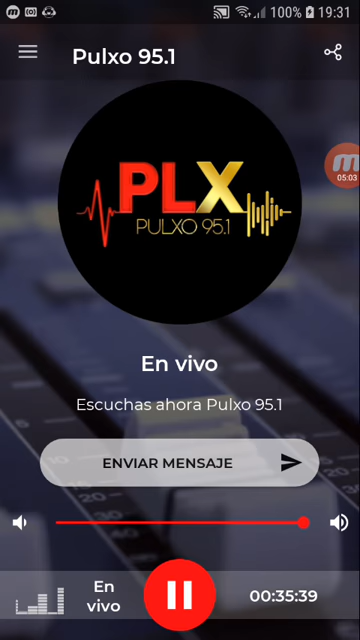 100% 19:31
Pulxo 95.1
PLX
PULXO 95.1
05:03
En vivo
Escuchas ahora Pulxo 95.1
ENVIAR MENSAJE
En
vivo
00:35:39